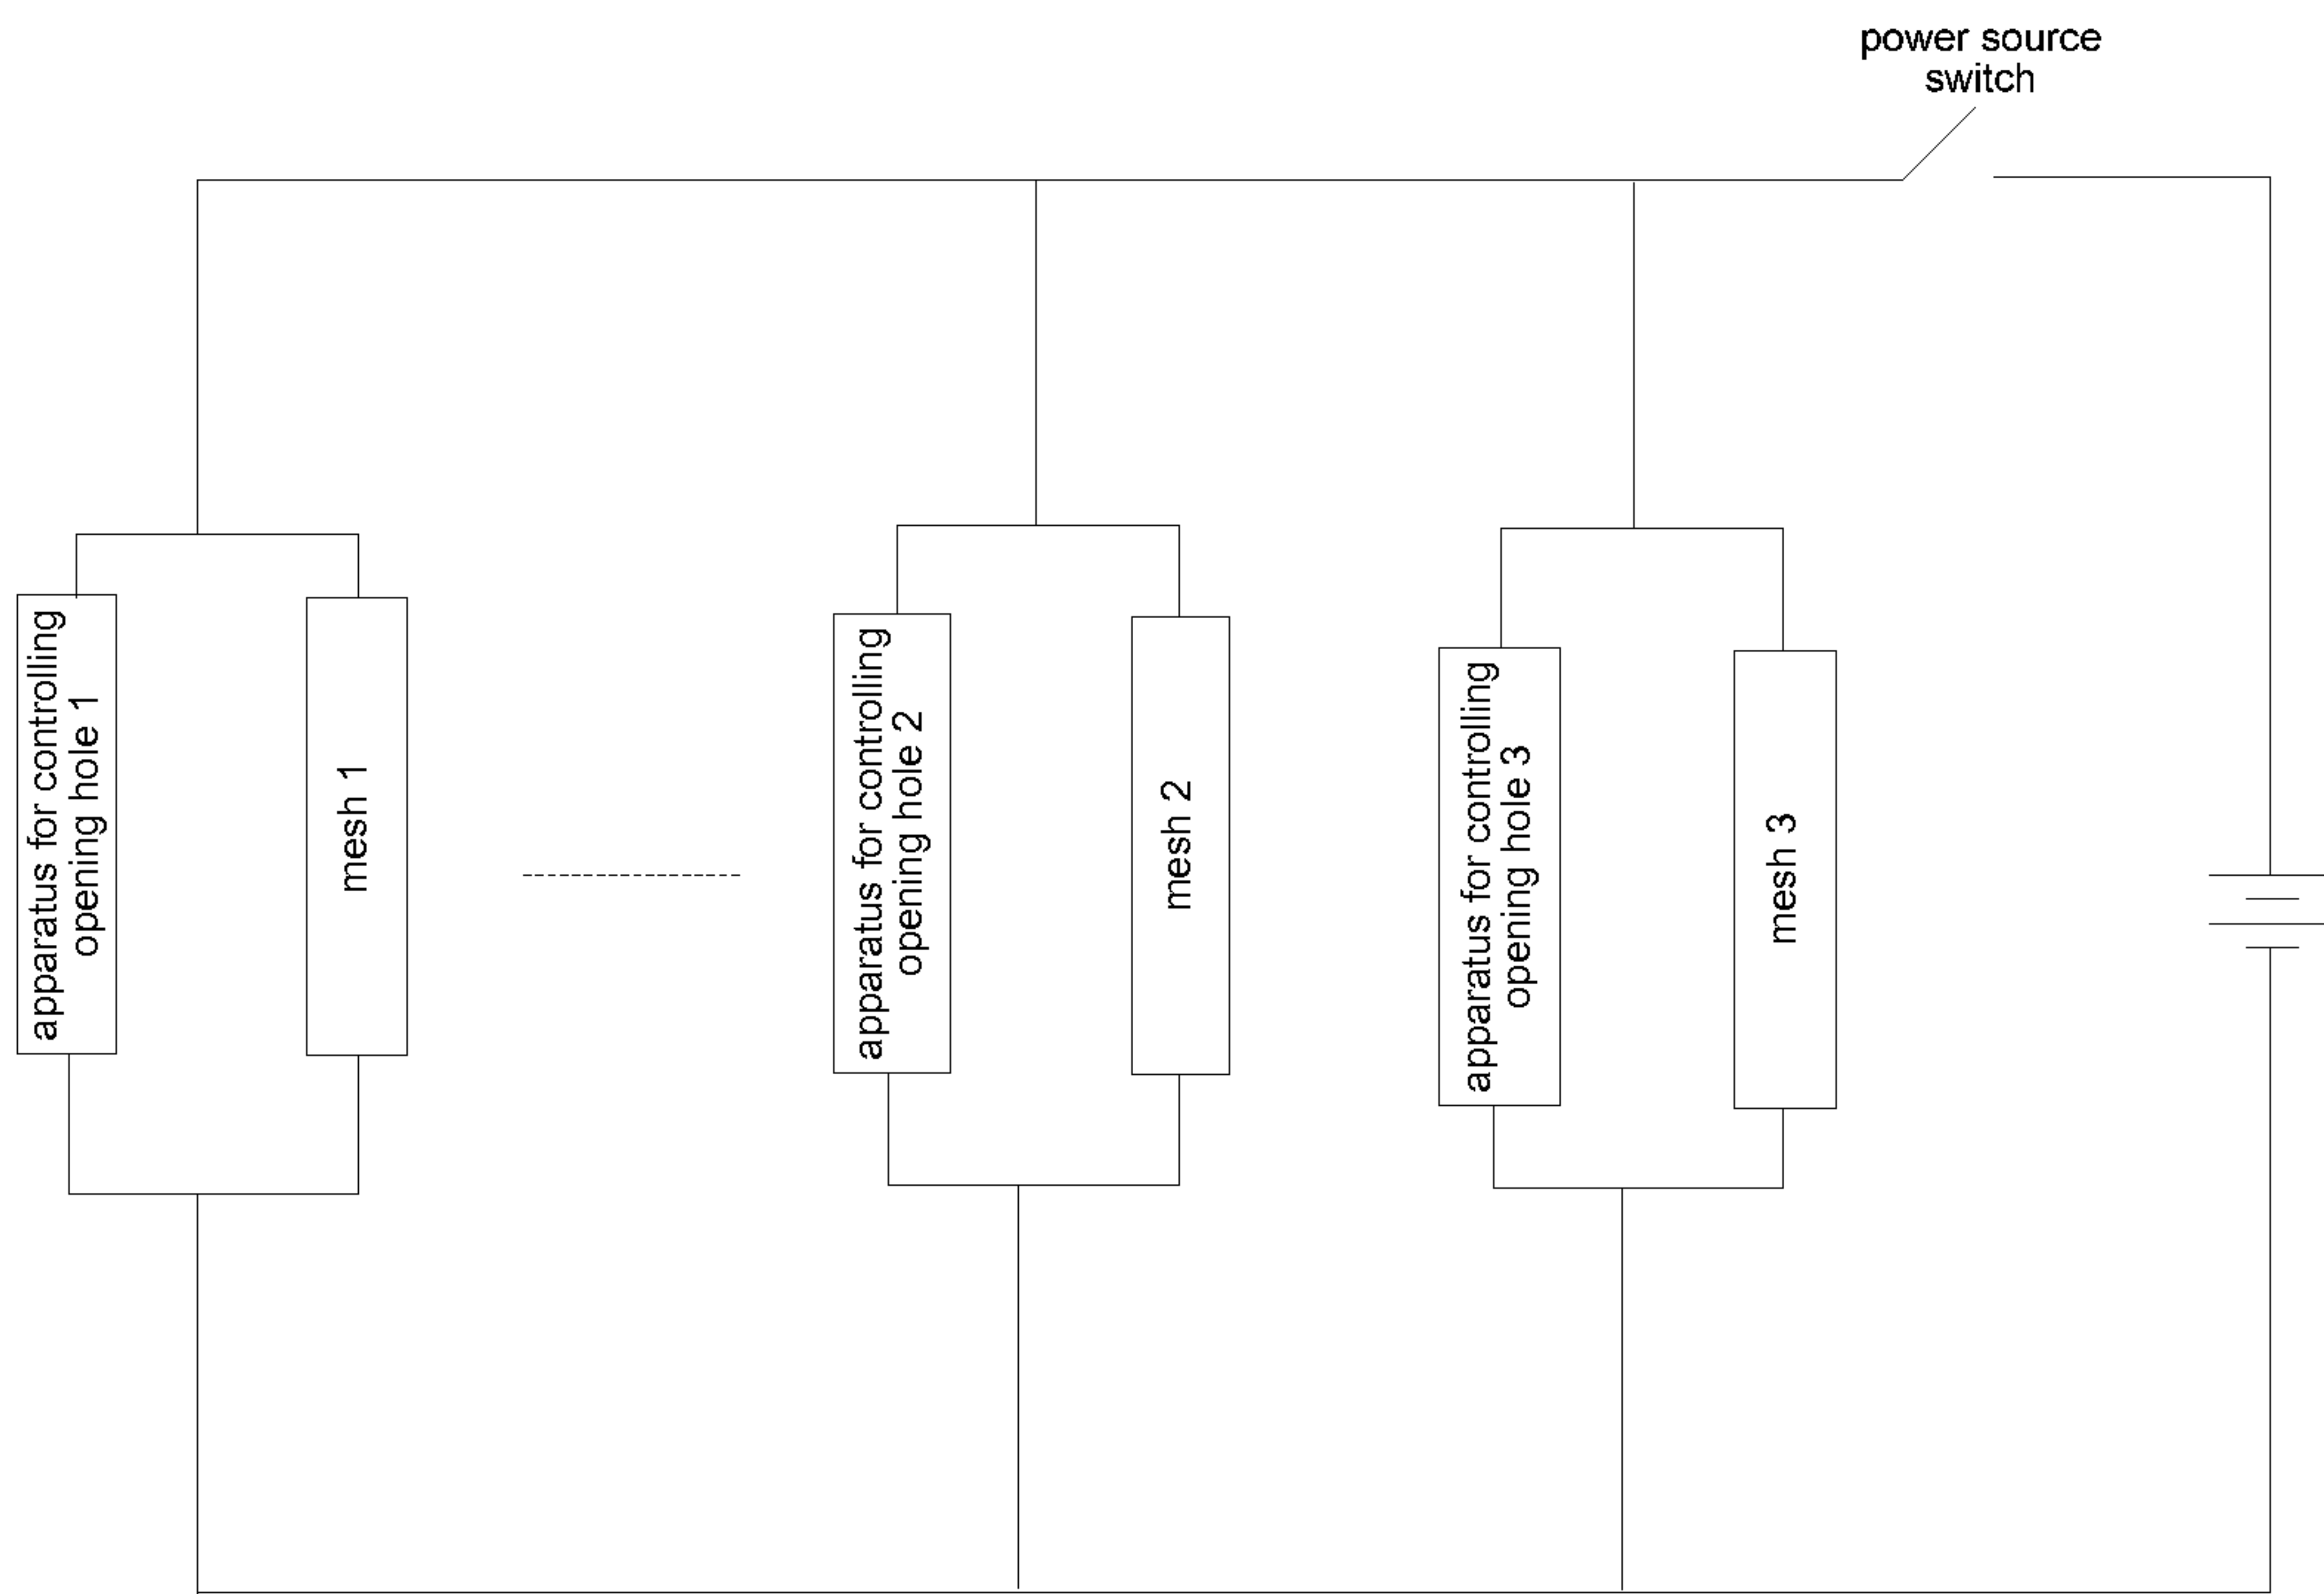 power source
switch
apparatus for controlling
opening hole 1
mesh 1
apparatus for controlling
opening hole 2
mesh 2
apparatus for controlling
opening hole 3
mesh 3